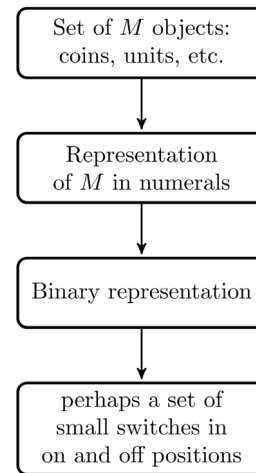 Set of M objects:
coins, units, etc.
Representation
of M in numerals
Binary representation
perhaps a set of
small switches in
on and off positions